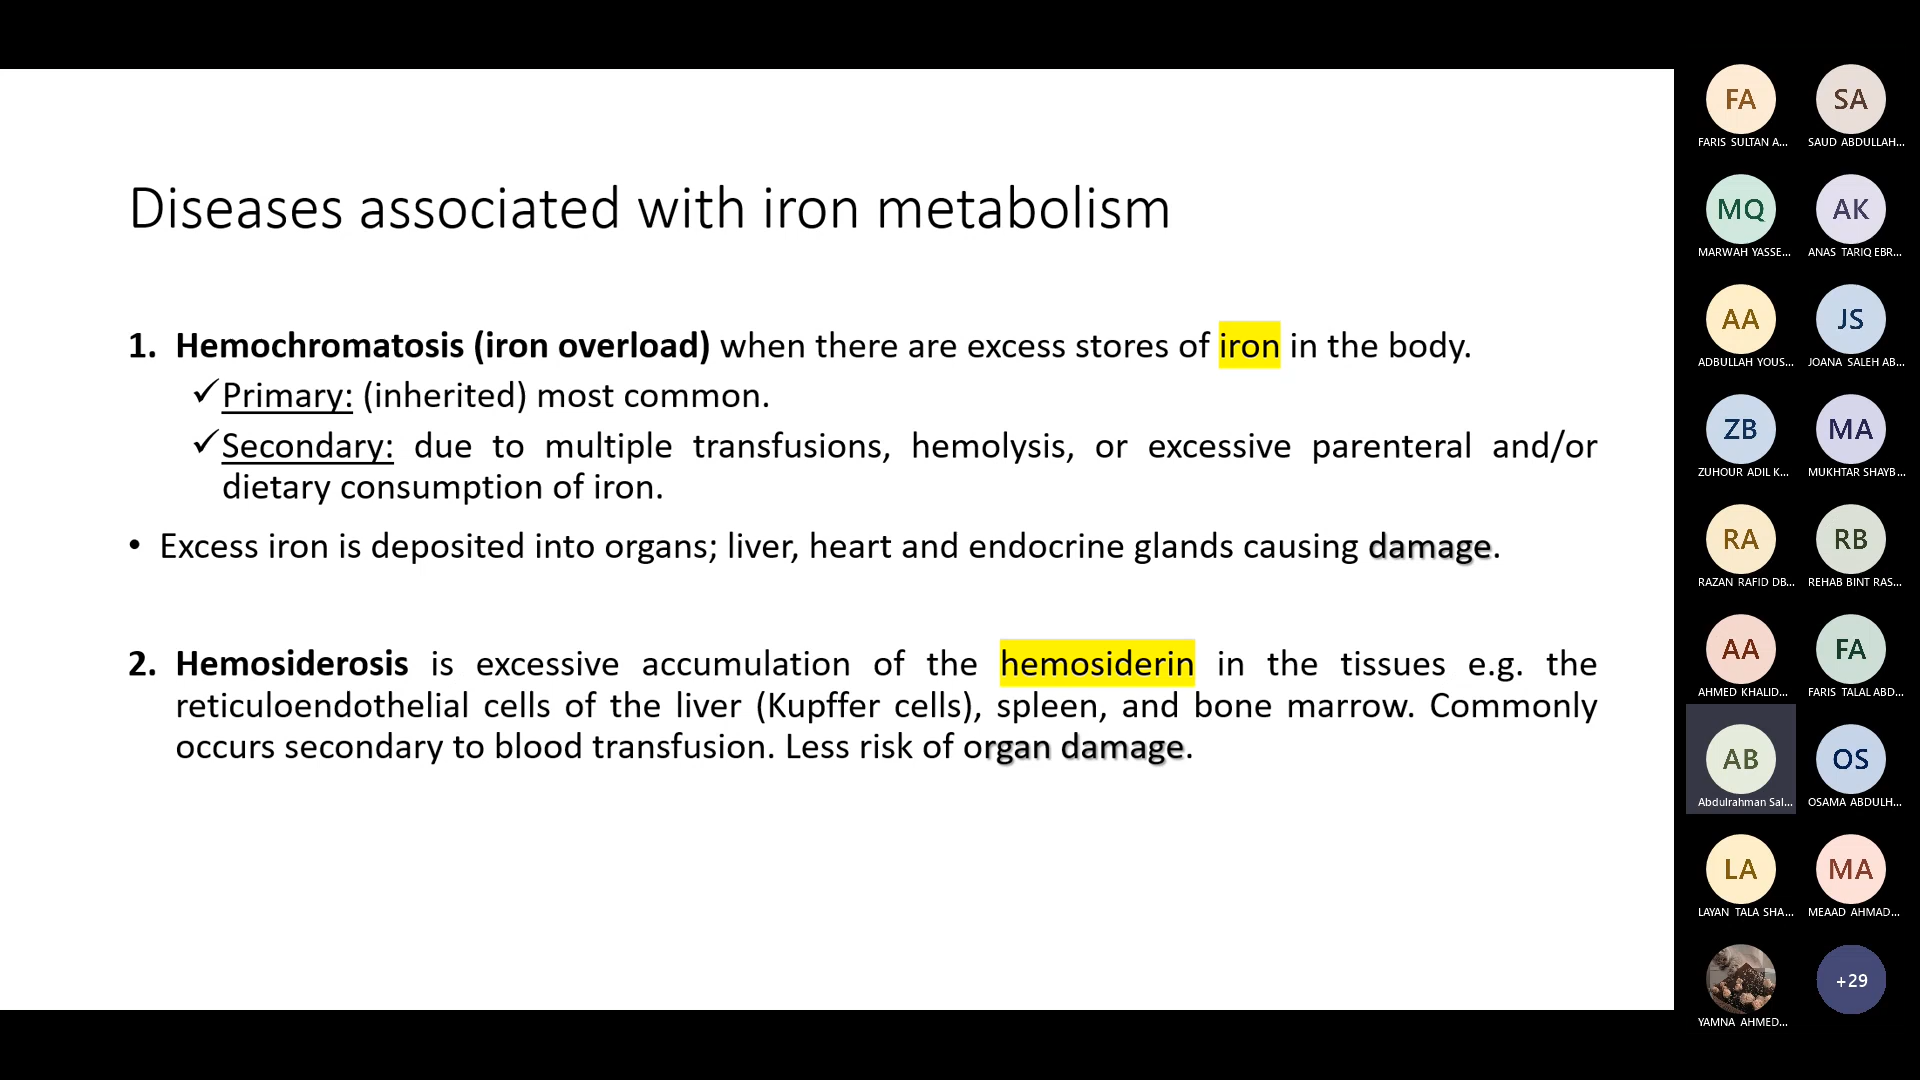 Diseases associated with iron metabolism
1. Hemochromatosis (iron overload) when there are excess stores of iron in the body.
✓Primary: (inherited) most common.
✓Secondary: due to multiple transfusions, hemolysis, or excessive parenteral and/or
dietary consumption of iron.
• Excess iron is deposited into organs; liver, heart and endocrine glands causing damage.
2. Hemosiderosis is excessive accumulation of the hemosiderin in the tissues e.g. the
reticuloendothelial cells of the liver (Kupffer cells), spleen, and bone marrow. Commonly
occurs secondary to blood transfusion. Less risk of organ damage.
FA SA
FARIS SULTAN A... SAUD ABDULLAH...
MQ AK
MARWAH YASSE... ANAS TARIQ EBR...
AA JS
ADBULLAH YOUS... JOANA SALEH AB...
ZB MA
ZUHOUR ADIL K... MUKHTAR SHAYB...
RA RB
RAZAN RAFID DB... REHAB BINT RAS...
AA FA
AHMED KHALID... FARIS TALAL ABD...
AB OS
Abdulrahman Sal... OSAMA ABDULH...
LA MA
LAYAN TALA SHA... MEAAD AHMAD...
+29
YAMNA AHMED...